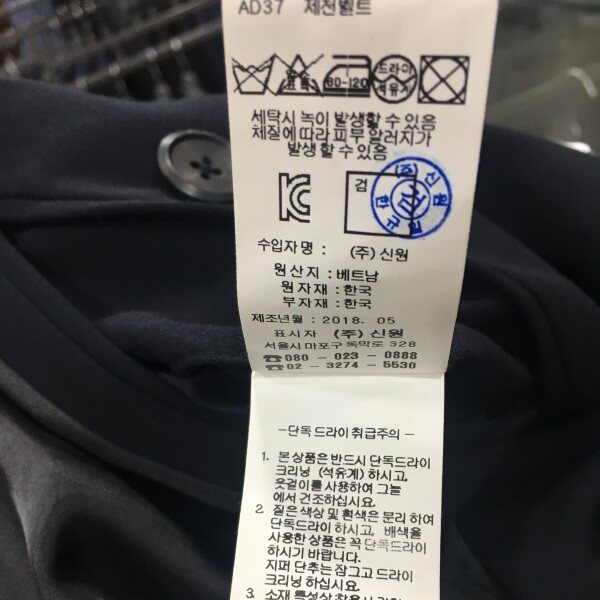 AD37 제천벨트
80-120
드라이
석유계
세탁시 녹이 발생할 수 있음
체질에 따라 피부 알러지가
발생 할 수 있음
검
(주) 신원
수입자명 : (주) 신원
원산지 : 베트남
원자재 : 한국
부자재 : 한국
제조년월 : 2018. 05
표시자 (주) 신원
서울시 마포구 독막로 328
☎080 - 023 - 0888
☎02 - 3274 - 5530
-단독 드라이 취급주의-
1. 본 상품은 반드시 단독드라이
크리닝 (석유계) 하시고,
옷걸이를 사용하여 그늘
에서 건조하십시요.
2. 짙은 색상 및 흰색은 분리 하여
단독드라이 하시고, 배색을
사용한 상품은 꼭 단독드라이
하시기 바랍니다.
지퍼 단추는 잠그고 드라이
크리닝 하십시요.
3. 소재 특성상